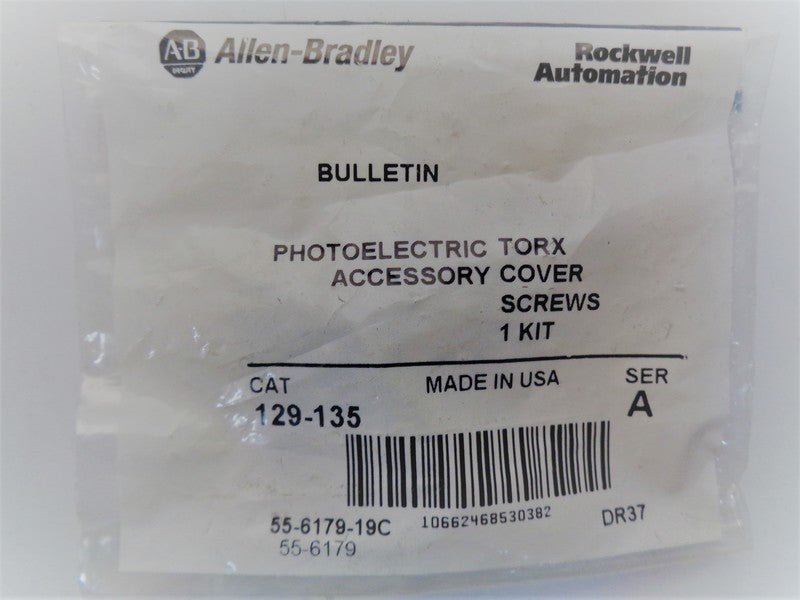 AB
Allen-Bradley
Rockwell
Automation
BULLETIN
PHOTOELECTRIC TORX
ACCESSORY COVER
SCREWS
1 KIT
CAT
MADE IN USA
SER
129-135
A
55-6179-19C
10662468530382
DR37
55-6179